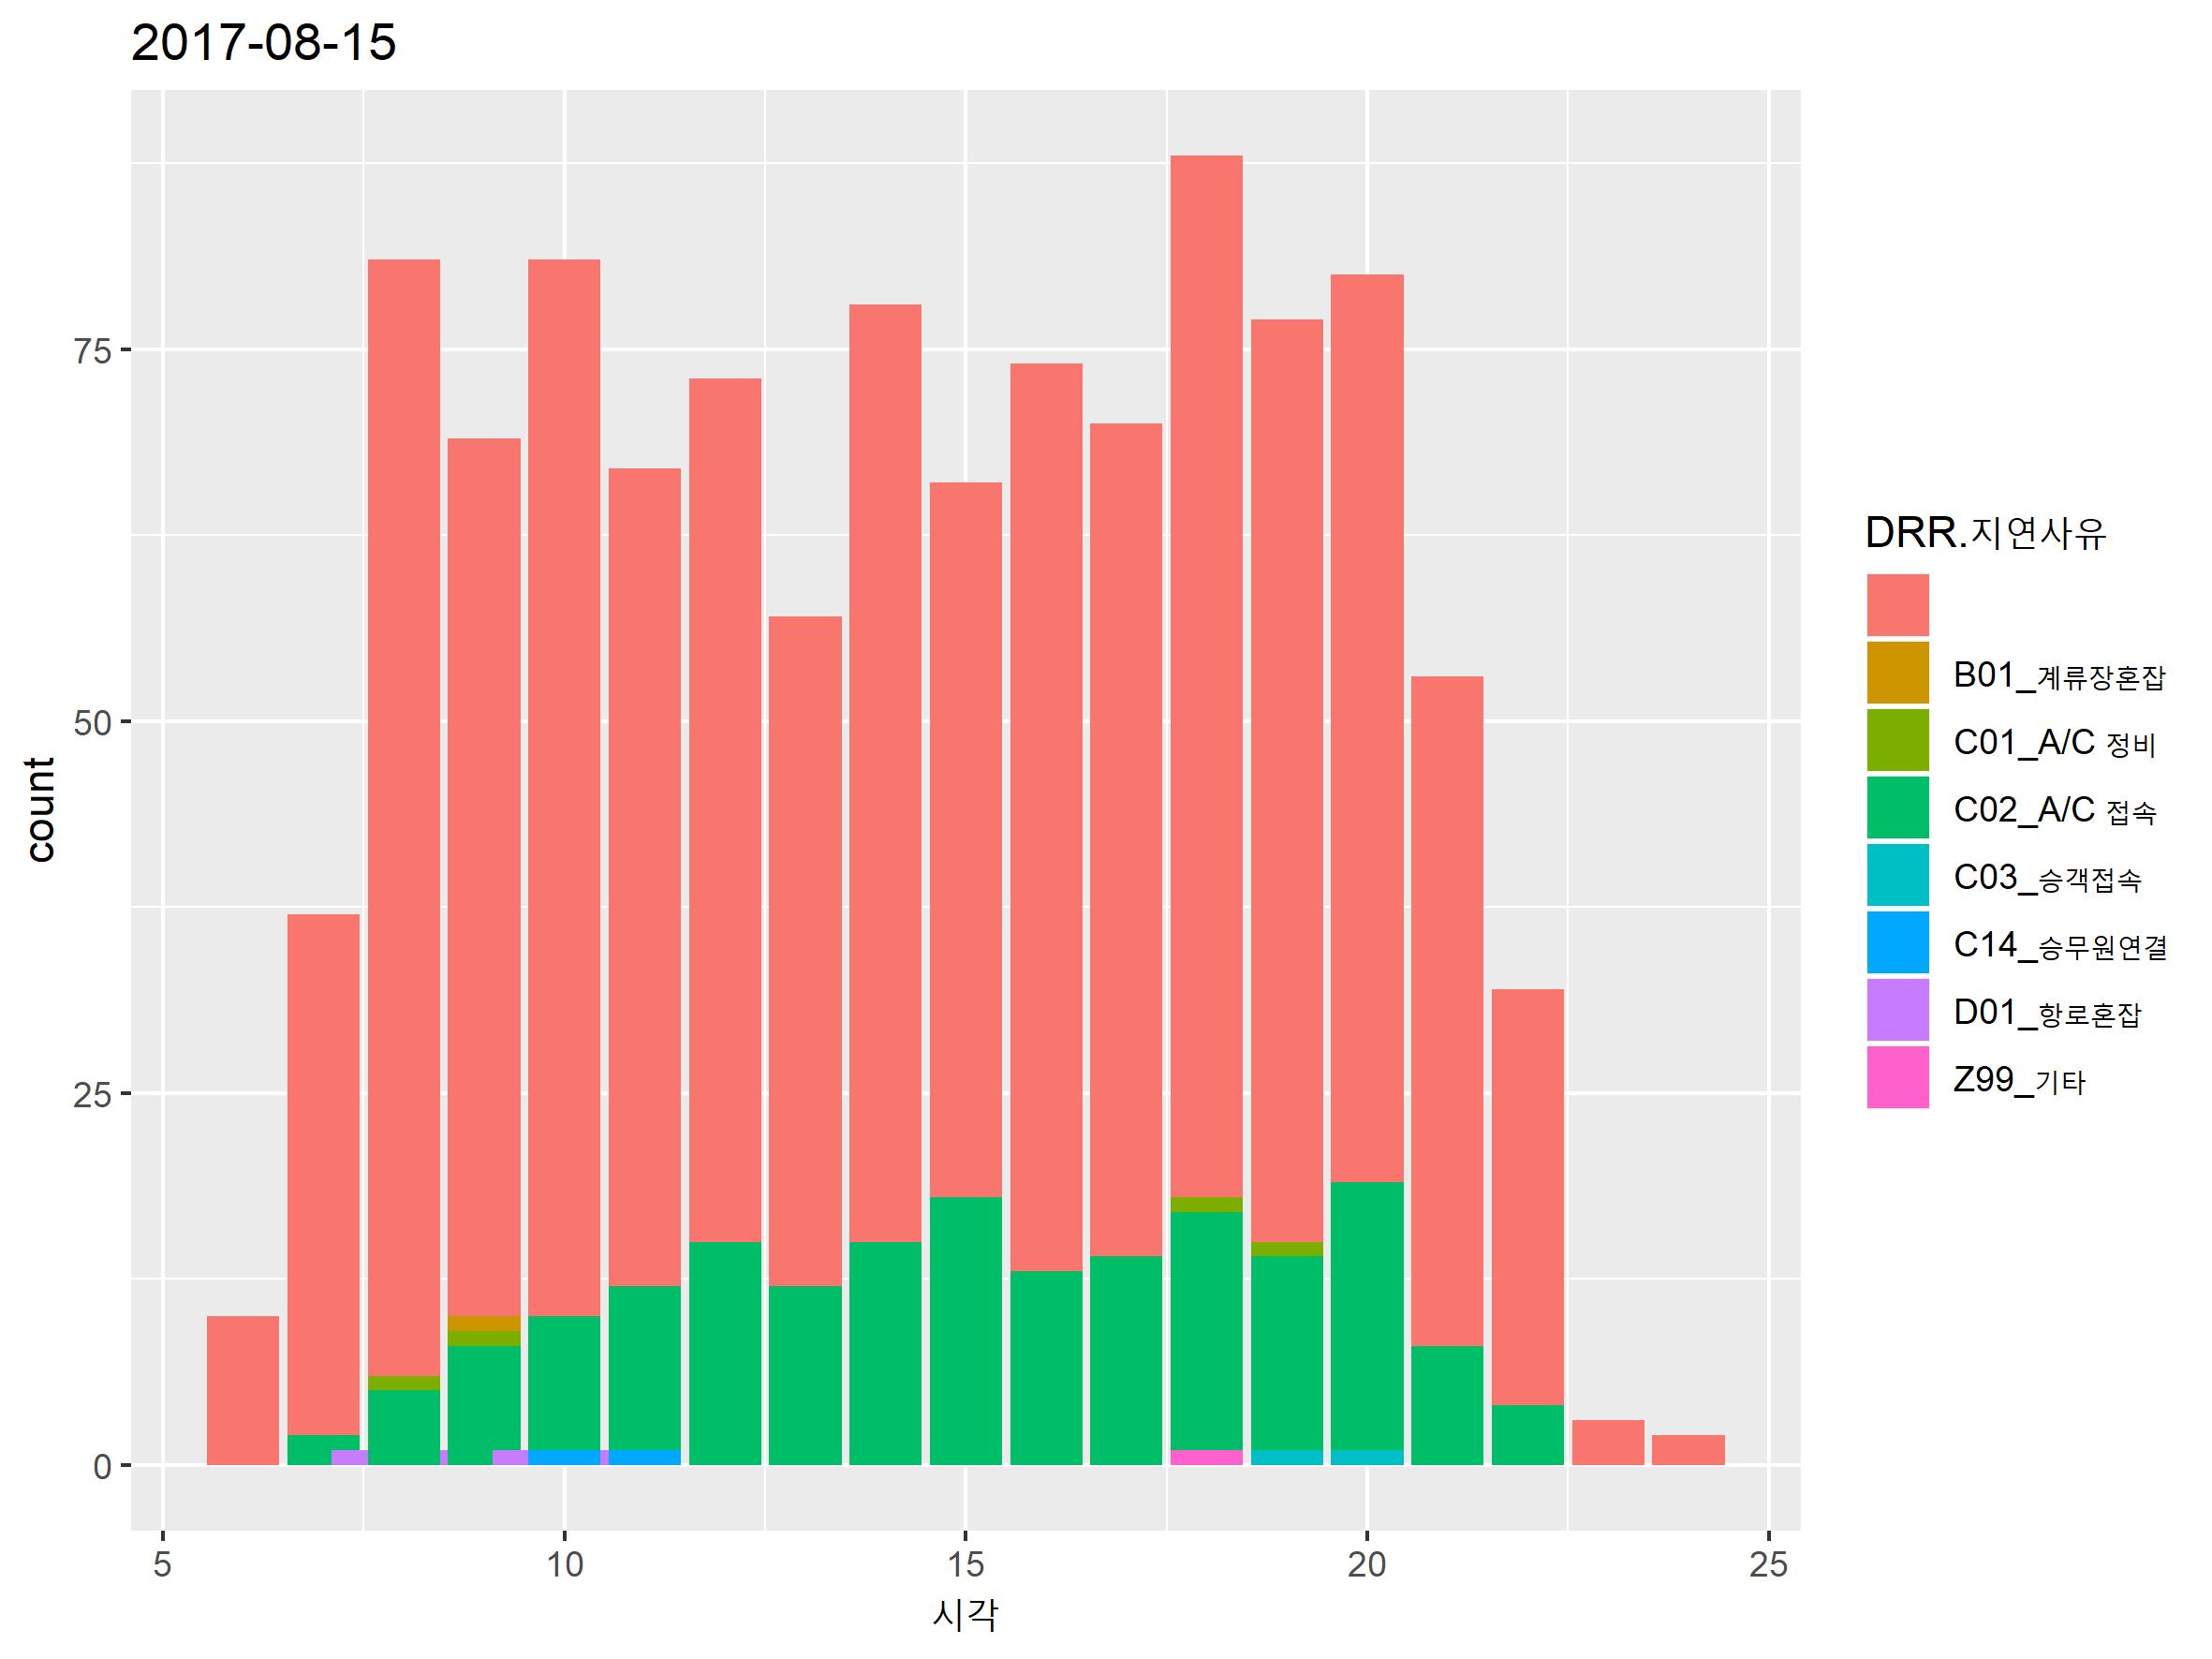 2017-08-15
count
75
50
25
0
5 10 15 20 25
시각
DRR.지연사유
B01_계류장혼잡
C01_A/C 정비
C02_A/C 접속
C03_승객접속
C14_승무원연결
D01_항로혼잡
Z99_기타